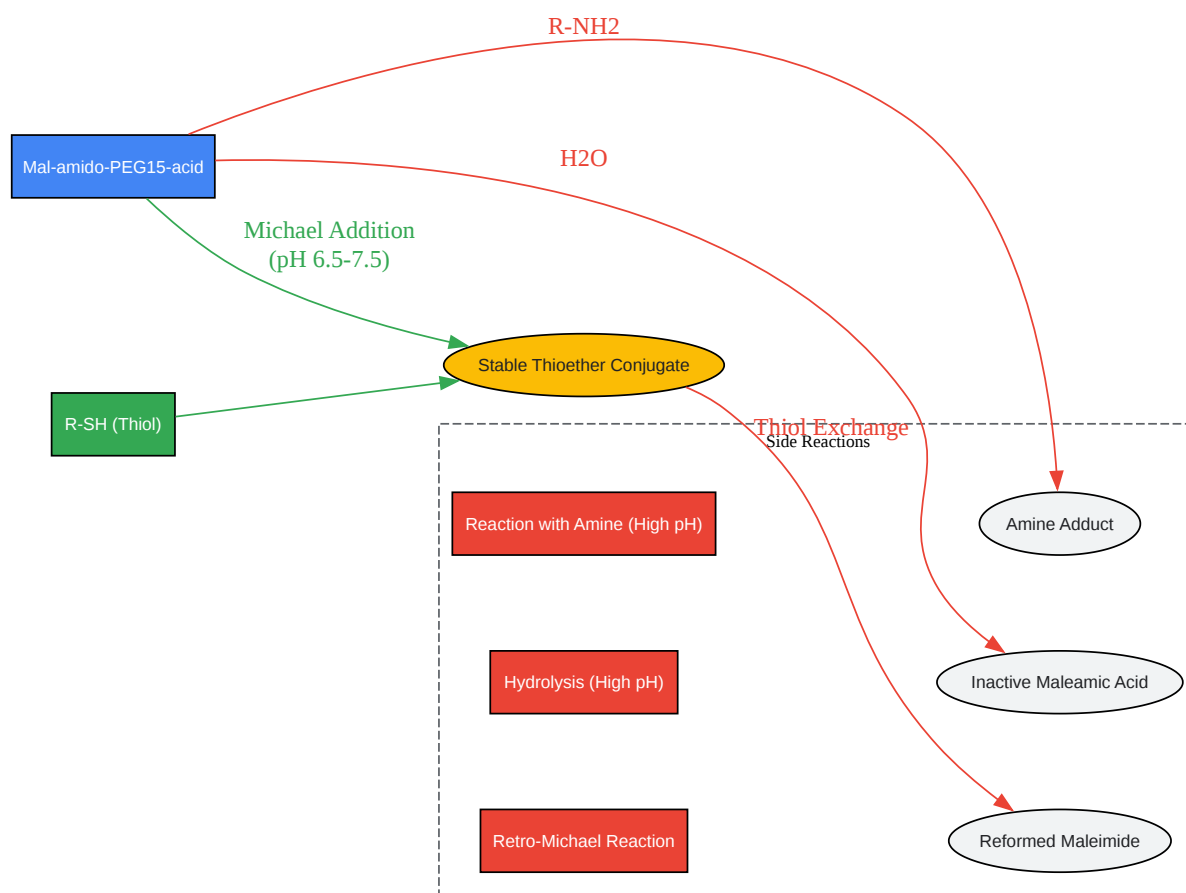 R-NH2
H2O
Mal-amido-PEG15-acid
Michael Addition
(pH 6.5-7.5)
Stable Thioether Conjugate
R-SH (Thiol)
Thiol Exchange
Side Reactions
Reaction with Amine (High pH)
Amine Adduct
Hydrolysis (High pH)
Inactive Maleamic Acid
Retro-Michael Reaction
Reformed Maleimide